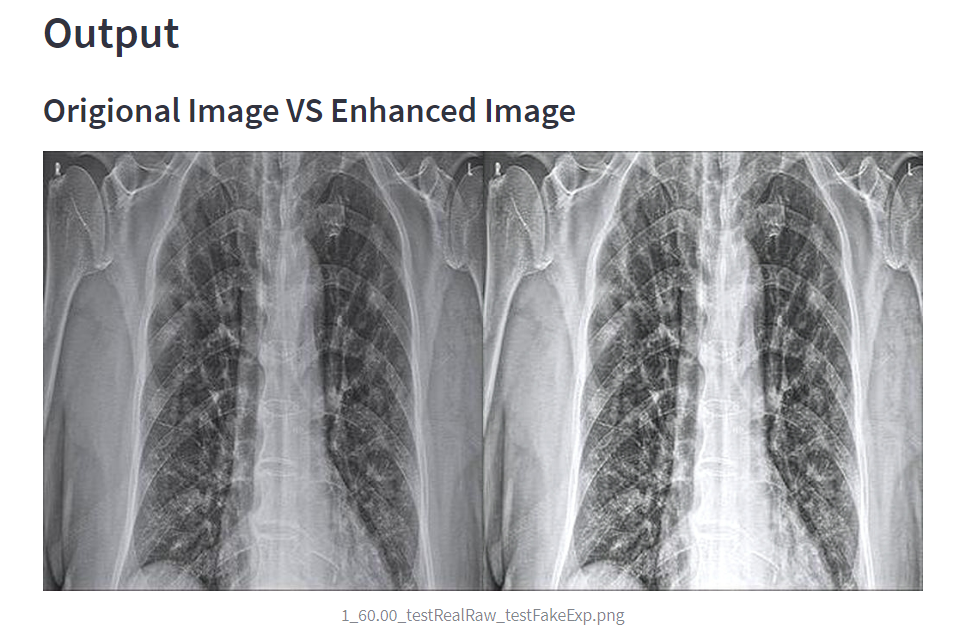 Output
Origional Image VS Enhanced Image
R L R L
1_60.00_testRealRaw_testFakeExp.png